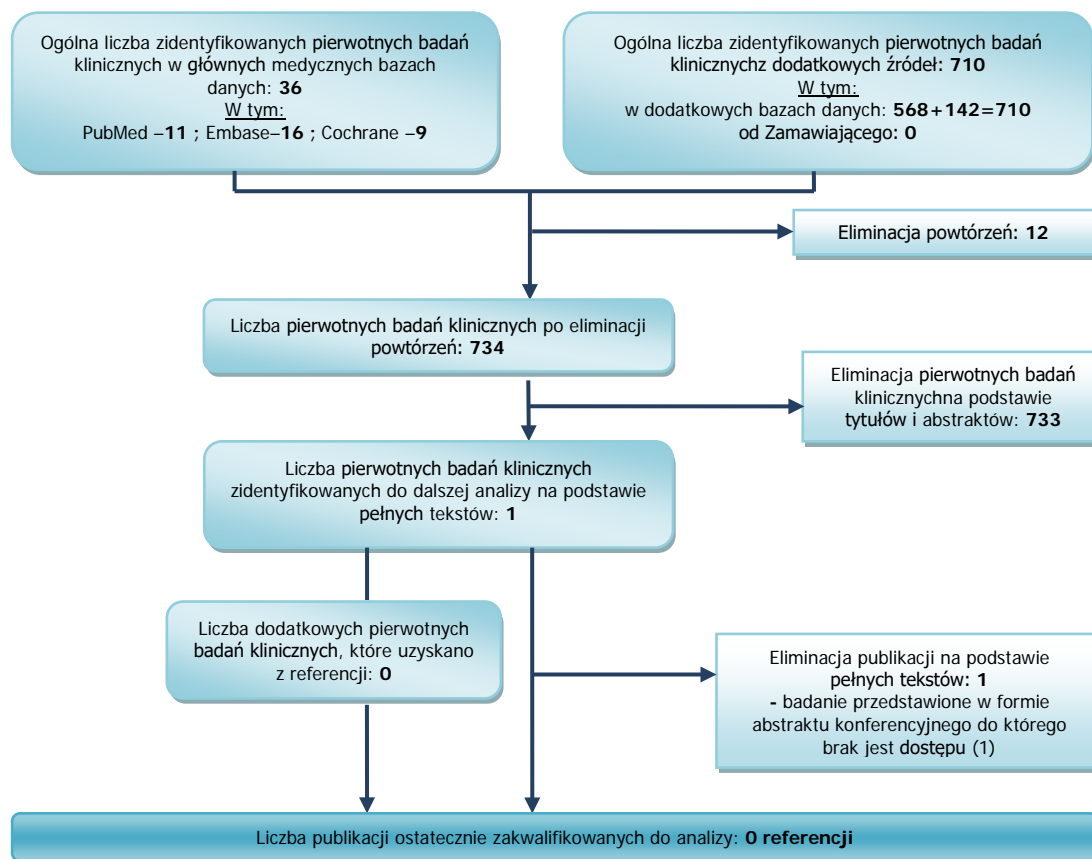 Ogólna liczba zidentyfikowanych pierwotnych badań
klinicznych w głównych medycznych bazach
danych: 36
W tym:
PubMed –11 ; Embase–16 ; Cochrane –9
Ogólna liczba zidentyfikowanych pierwotnych badań
klinicznychz dodatkowych źródeł: 710
W tym:
w dodatkowych bazach danych: 568+142=710
od Zamawiającego: 0
Eliminacja powtórzeń: 12
Liczba pierwotnych badań klinicznych po eliminacji
powtórzeń: 734
Eliminacja pierwotnych badań
klinicznychna podstawie
tytułów i abstraktów: 733
Liczba pierwotnych badań klinicznych
zidentyfikowanych do dalszej analizy na podstawie
pełnych tekstów: 1
Liczba dodatkowych pierwotnych
badań klinicznych, które uzyskano
z referencji: 0
Eliminacja publikacji na podstawie
pełnych tekstów: 1
- badanie przedstawione w formie
abstraktu konferencyjnego do którego
brak jest dostępu (1)
Liczba publikacji ostatecznie zakwalifikowanych do analizy: 0 referencji